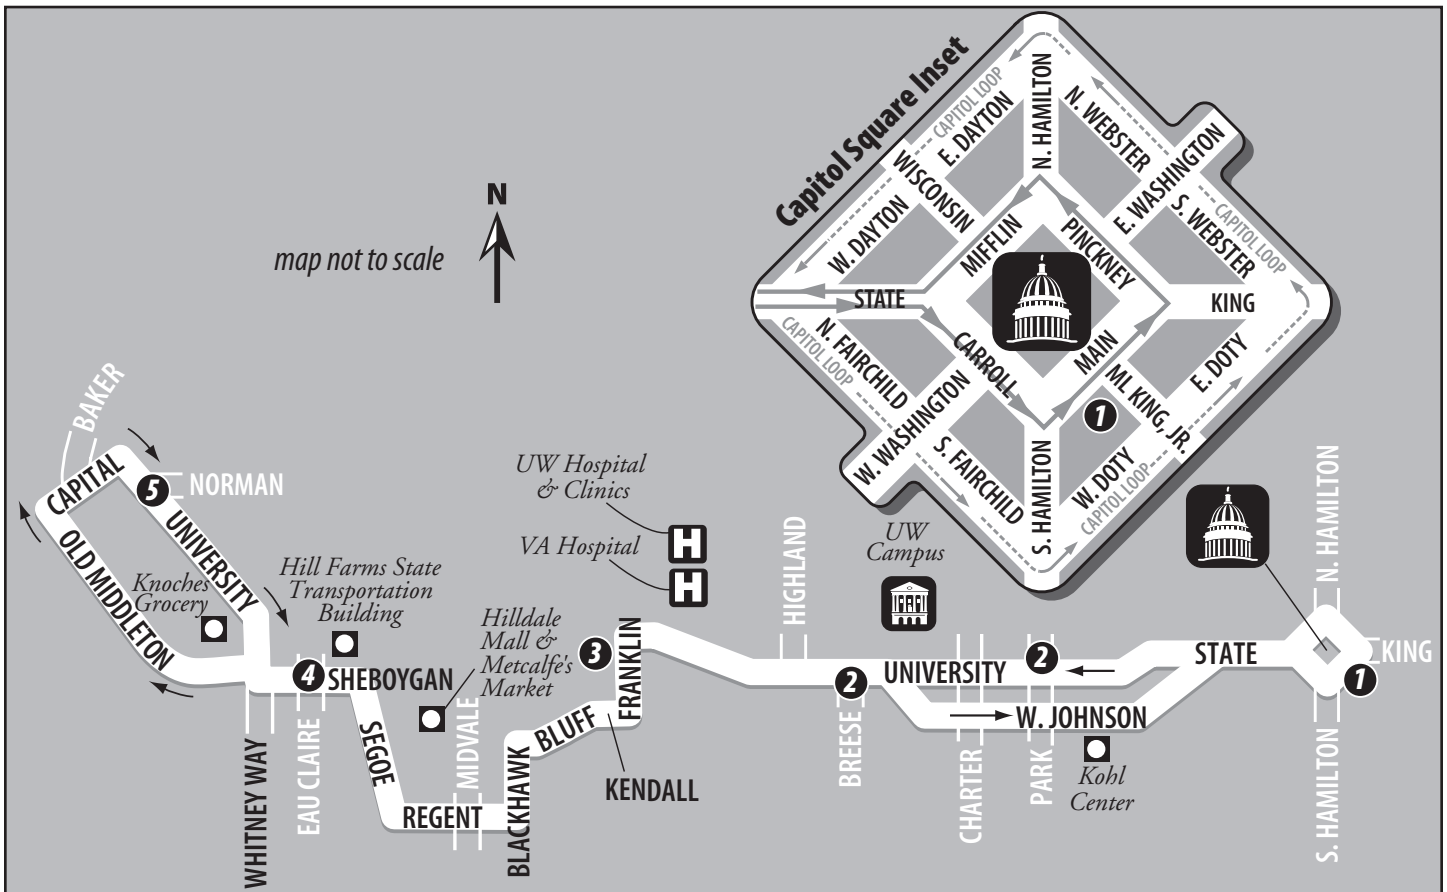 Capitol Square Inset
N
map not to scale
CAPITOL LOOP
E. DAYTON
N. HAMILTON
N. WEBSTER
E. WASHINGTON
WISCONSIN
W. DAYTON
MIFFLIN
PINCKNEY
S. WEBSTER
CAPITOL LOOP
STATE
KING
CAPITOL LOOP
N. FAIRCHILD
CARROLL
MAIN
E. DOTY
ML KING, JR.
1
W. WASHINGTON
S. FAIRCHILD
S. HAMILTON
W. DOTY
CAPITOL LOOP
BAKER
CAPITAL
5
NORMAN
UNIVERSITY
OLD MIDDLETON
Knoches
Grocery
Hill Farms State
Transportation
Building
UW Hospital
& Clinics
H
VA Hospital
H
Hilldale
Mall &
Metcalfe's
Market
4
SHEBOYGAN
WHITNEY WAY
EAU CLAIRE
SEGOE
REGENT
MIDVALE
BLACKHAWK
BLUFF
KENDALL
FRANKLIN
3
HIGHLAND
UW
Campus
2
UNIVERSITY
2
BREESE
W. JOHNSON
CHARTER
PARK
Kohl
Center
STATE
N. HAMILTON
KING
1
S. HAMILTON